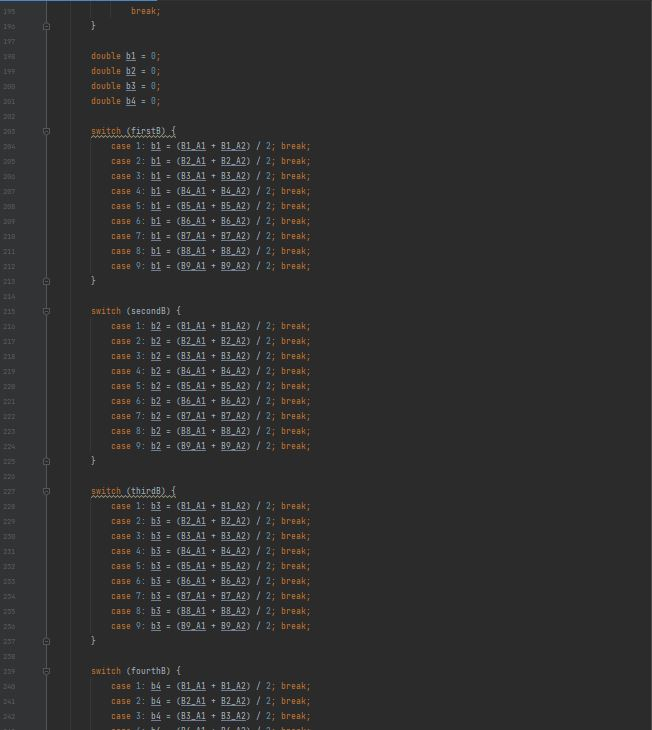 195 break;
196 }
197
198 double b1 = 0;
199 double b2 = 0;
200 double b3 = 0;
201 double b4 = 0;
202
203 switch (firstB) {
204 case 1: b1 = (B1_A1 + B1_A2) / 2; break;
205 case 2: b1 = (B2_A1 + B2_A2) / 2; break;
206 case 3: b1 = (B3_A1 + B3_A2) / 2; break;
207 case 4: b1 = (B4_A1 + B4_A2) / 2; break;
208 case 5: b1 = (B5_A1 + B5_A2) / 2; break;
209 case 6: b1 = (B6_A1 + B6_A2) / 2; break;
210 case 7: b1 = (B7_A1 + B7_A2) / 2; break;
211 case 8: b1 = (B8_A1 + B8_A2) / 2; break;
212 case 9: b1 = (B9_A1 + B9_A2) / 2; break;
213 }
214
215 switch (secondB) {
216 case 1: b2 = (B1_A1 + B1_A2) / 2; break;
217 case 2: b2 = (B2_A1 + B2_A2) / 2; break;
218 case 3: b2 = (B3_A1 + B3_A2) / 2; break;
219 case 4: b2 = (B4_A1 + B4_A2) / 2; break;
220 case 5: b2 = (B5_A1 + B5_A2) / 2; break;
221 case 6: b2 = (B6_A1 + B6_A2) / 2; break;
222 case 7: b2 = (B7_A1 + B7_A2) / 2; break;
223 case 8: b2 = (B8_A1 + B8_A2) / 2; break;
224 case 9: b2 = (B9_A1 + B9_A2) / 2; break;
225 }
226
227 switch (thirdB) {
228 case 1: b3 = (B1_A1 + B1_A2) / 2; break;
229 case 2: b3 = (B2_A1 + B2_A2) / 2; break;
230 case 3: b3 = (B3_A1 + B3_A2) / 2; break;
231 case 4: b3 = (B4_A1 + B4_A2) / 2; break;
232 case 5: b3 = (B5_A1 + B5_A2) / 2; break;
233 case 6: b3 = (B6_A1 + B6_A2) / 2; break;
234 case 7: b3 = (B7_A1 + B7_A2) / 2; break;
235 case 8: b3 = (B8_A1 + B8_A2) / 2; break;
236 case 9: b3 = (B9_A1 + B9_A2) / 2; break;
237 }
238
239 switch (fourthB) {
240 case 1: b4 = (B1_A1 + B1_A2) / 2; break;
241 case 2: b4 = (B2_A1 + B2_A2) / 2; break;
242 case 3: b4 = (B3_A1 + B3_A2) / 2; break;